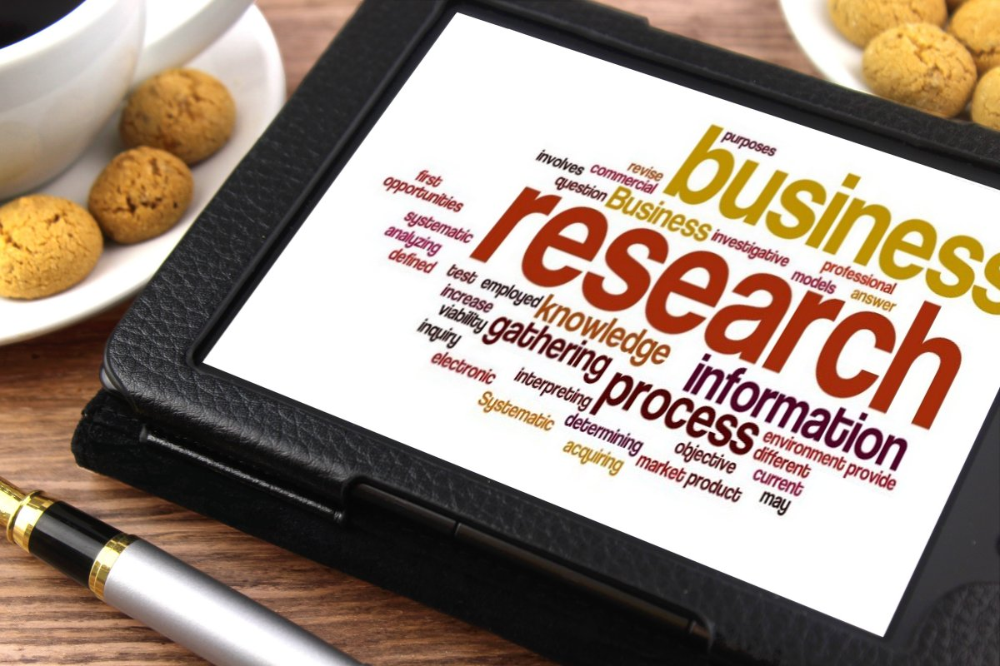 purposes
business
involves
commercial
revise
question
Business
first
opportunities
research
investigative
systematic
analyzing
defined
professional
models
answer
test
employed
increase
knowledge
viability
gathering
inquiry
information
electronic
interpreting
process
Systematic
determining
environment
provide
objective
different
acquiring
market
product
current
may